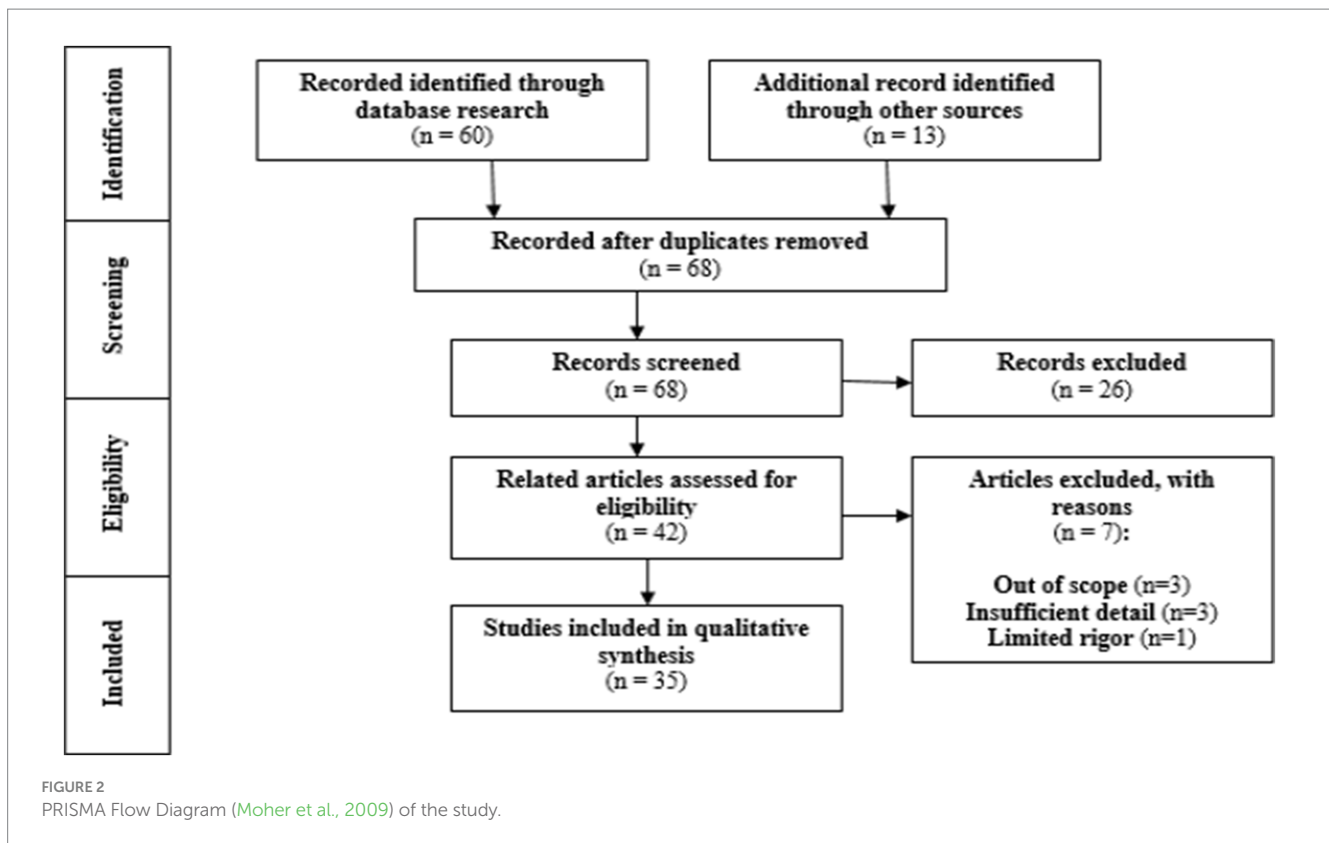 Identification
Recorded identified through
database research
(n = 60)
Additional record identified
through other sources
(n = 13)
Screening
Recorded after duplicates removed
(n = 68)
Records screened
(n = 68)
Records excluded
(n = 26)
Eligibility
Related articles assessed for
eligibility
(n = 42)
Articles excluded, with
reasons
(n = 7):
Out of scope (n=3)
Insufficient detail (n=3)
Limited rigor (n=1)
Included
Studies included in qualitative
synthesis
(n = 35)
FIGURE 2
PRISMA Flow Diagram (Moher et al., 2009) of the study.